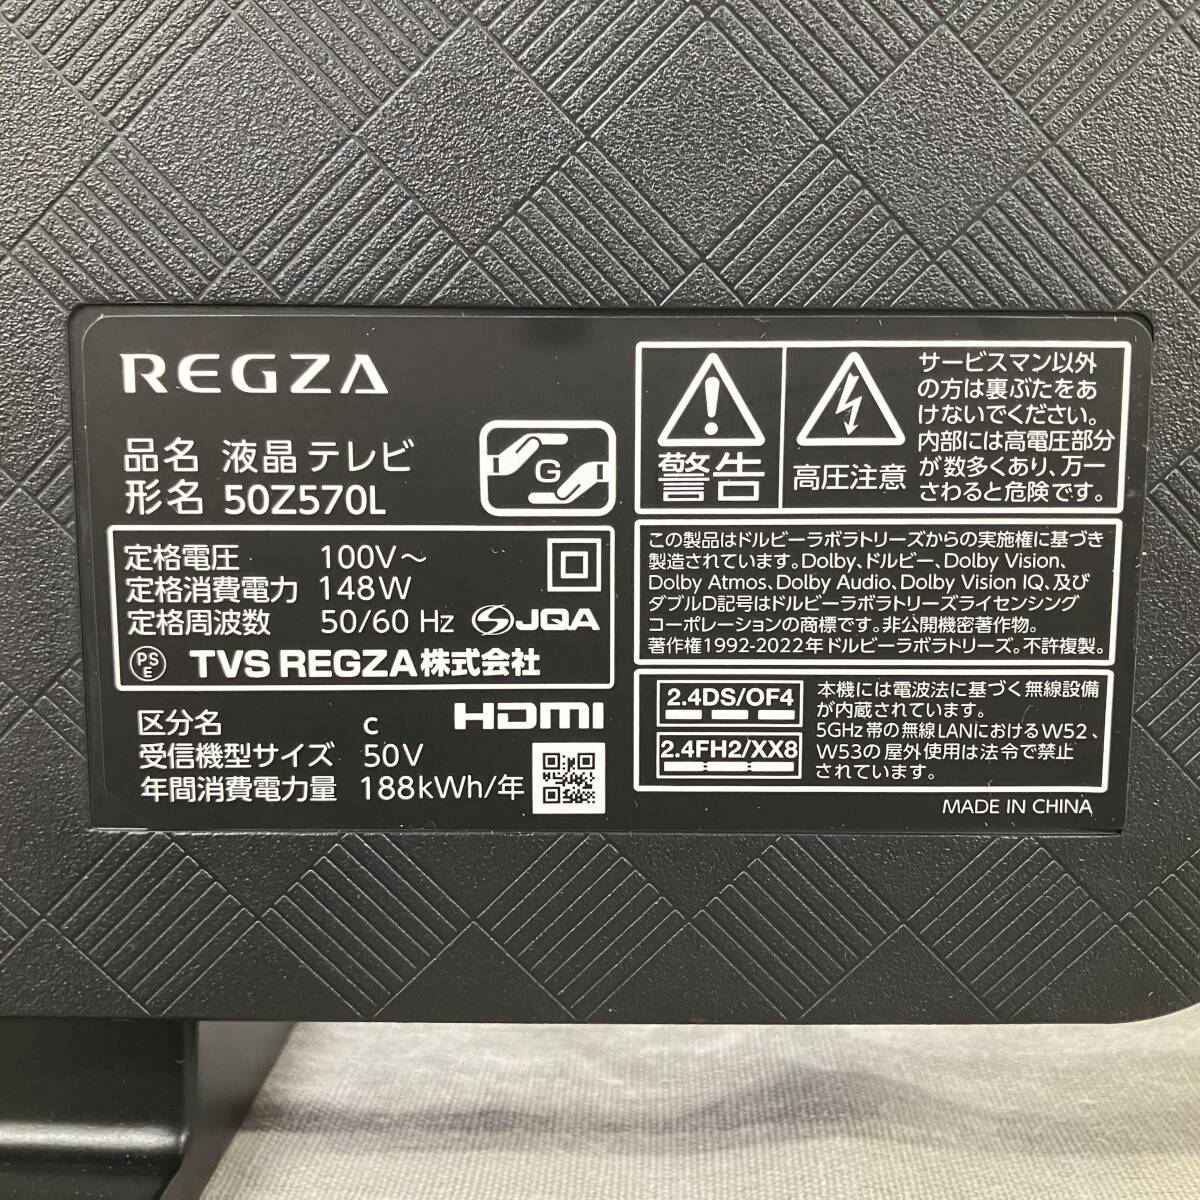 REGZA
品名 液晶 テレビ
形名 50Z570L
G
定格電圧 100V～
定格消費電力 148W
定格周波数 50/60 Hz
JQA
PS
E
TVS REGZA株式会社
区分名 c
HDMI
受信機型サイズ 50V
年間消費電力量 188kWh/年
警告
高圧注意
サービスマン以外
の方は裏ぶたをあ
けないでください。
内部には高電圧部分
が数多くあり、万一
さわると危険です。
この製品はドルビーラボラトリーズからの実施権に基づき
製造されています。Dolby、ドルビー、Dolby Vision、
Dolby Atmos、Dolby Audio、Dolby Vision IQ、及び
ダブルD記号はドルビーラボラトリーズライセンシング
コーポレーションの商標です。非公開機密著作物。
著作権1992-2022年ドルビーラボラトリーズ。不許複製。
2.4DS/OF4
2.4FH2/XX8
本機には電波法に基づく無線設備
が内蔵されています。
5GHz帯の無線LANにおけるW52、
W53の屋外使用は法令で禁止
されています。
MADE IN CHINA